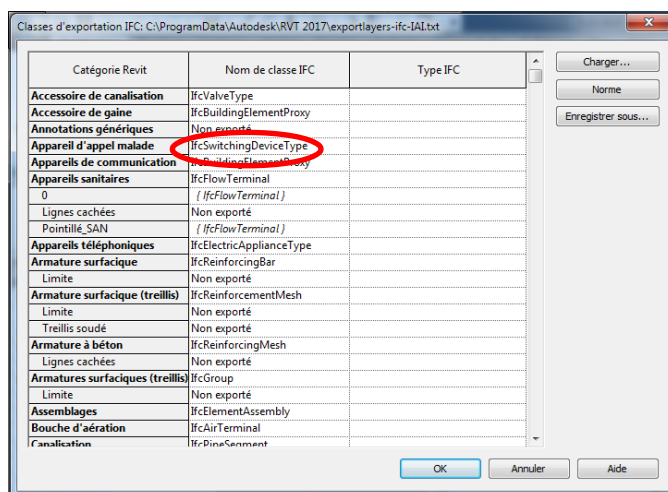 Classes d'exportation IFC: C:\ProgramData\Autodesk\RVT 2017\exportlayers-ifc-IAI.txt
Catégorie Revit Nom de classe IFC Type IFC
Accessoire de canalisation IfcValveType
Accessoire de gaine IfcBuildingElementProxy
Annotations génériques Non exporté
Appareil d'appel malade IfcSwitchingDeviceType
Appareils de communication IfcBuildingElementProxy
Appareils sanitaires IfcFlowTerminal
0 { IfcFlowTerminal }
Lignes cachées Non exporté
Pointillé_SAN { IfcFlowTerminal }
Appareils téléphoniques IfcElectricApplianceType
Armature surfacique IfcReinforcingBar
Limite Non exporté
Armature surfacique (treillis) IfcReinforcementMesh
Limite Non exporté
Treillis soudé Non exporté
Armature à béton IfcReinforcingMesh
Lignes cachées Non exporté
Armatures surfaciques (treillis) IfcGroup
Limite Non exporté
Assemblages IfcElementAssembly
Bouche d'aération IfcAirTerminal
Canalisation IfcPipeSegment
Charger...
Norme
Enregistrer sous...
OK Annuler Aide